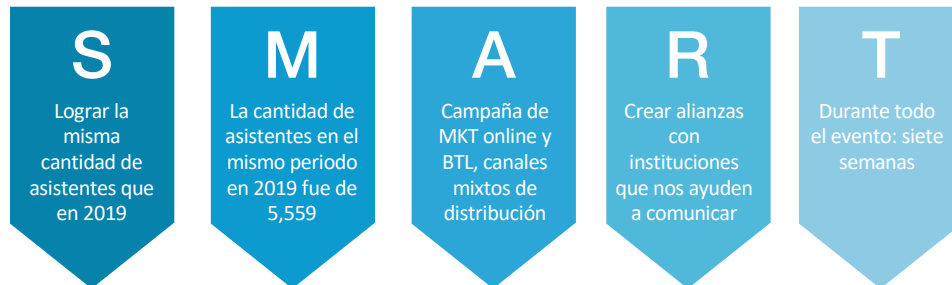 S
Lograr la
misma
cantidad de
asistentes que
en 2019
M
La cantidad de
asistentes en el
mismo periodo
en 2019 fue de
5,559
A
Campaña de
MKT online y
BTL, canales
mixtos de
distribución
R
Crear alianzas
con
instituciones
que nos ayuden
a comunicar
T
Durante todo
el evento: siete
semanas